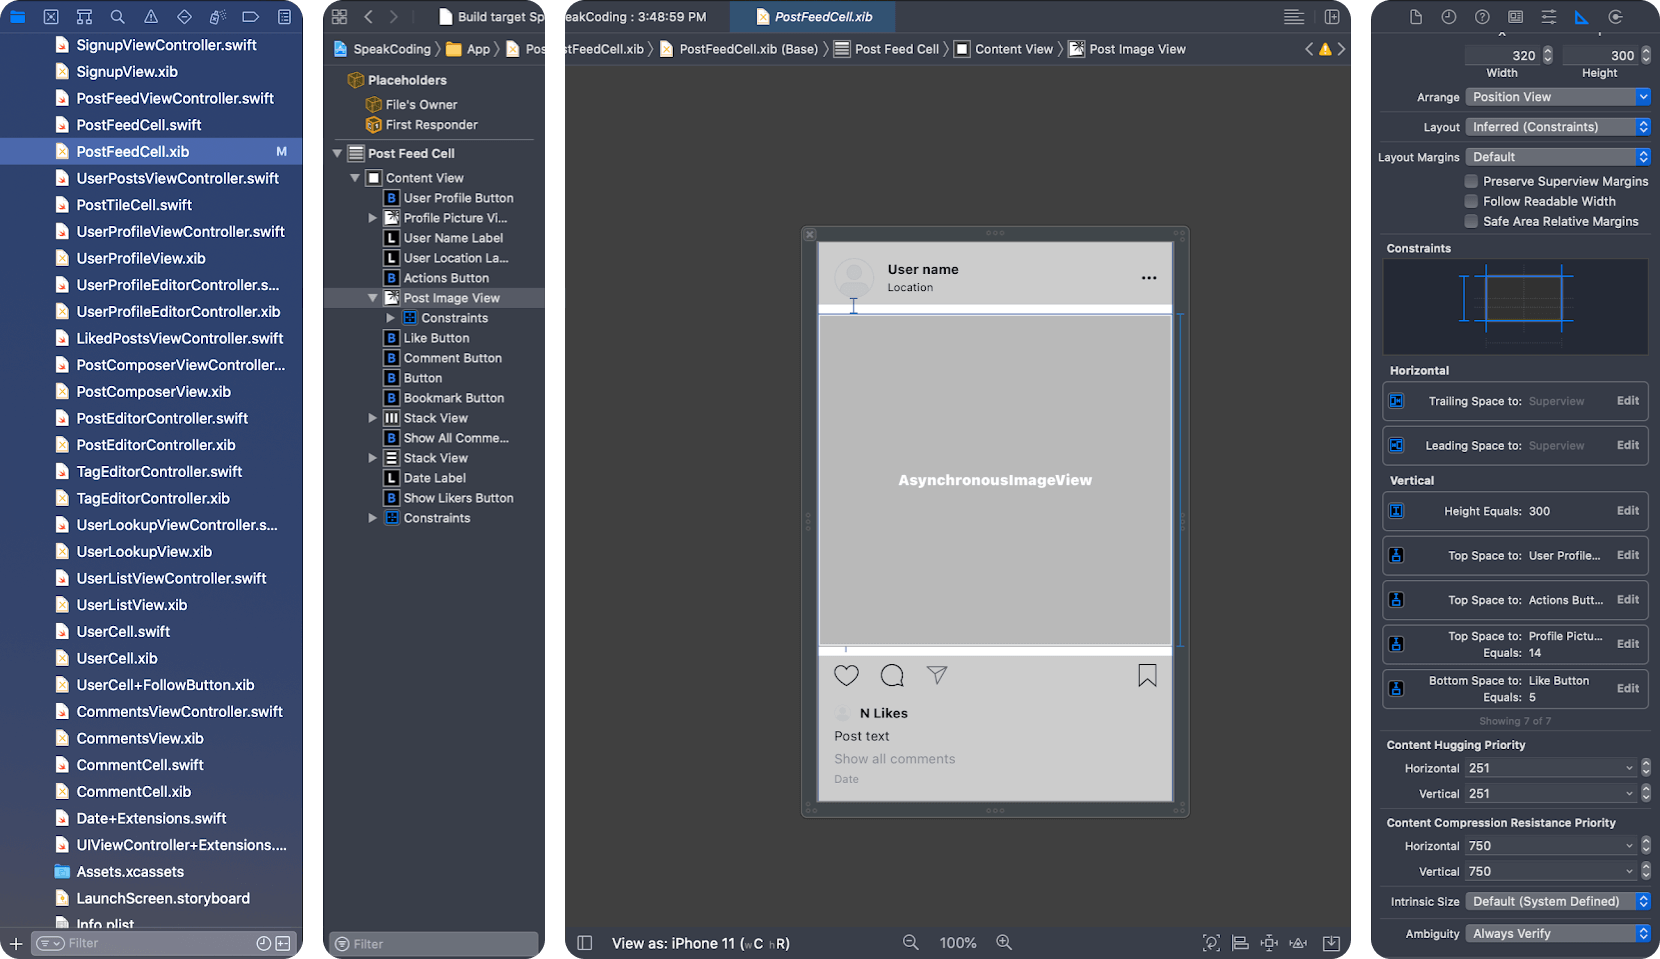 SignupViewController.swift
SignupView.xib
PostFeedViewController.swift
PostFeedCell.swift
PostFeedCell.xib M
UserPostsViewController.swift
PostTileCell.swift
UserProfileViewController.swift
UserProfileView.xib
UserProfileEditorController.s...
UserProfileEditorController.xib
LikedPostsViewController.swift
PostComposerViewController...
PostComposerView.xib
PostEditorController.swift
PostEditorController.xib
TagEditorController.swift
TagEditorController.xib
UserLookupViewController.s...
UserLookupView.xib
UserListViewController.swift
UserListView.xib
UserCell.swift
UserCell.xib
UserCell+FollowButton.xib
CommentsViewController.swift
CommentsView.xib
CommentCell.swift
CommentCell.xib
Date+Extensions.swift
UIViewController+Extensions....
Assets.xcassets
LaunchScreen.storyboard
Info.plist
Filter
Build target Sp
SpeakCoding
App
Pos
Placeholders
File's Owner
First Responder
Post Feed Cell
Content View
User Profile Button
Profile Picture Vi...
User Name Label
User Location La...
Actions Button
Post Image View
Constraints
Like Button
Comment Button
Button
Bookmark Button
Stack View
Show All Comme...
Stack View
Date Label
Show Likers Button
Constraints
Filter
eakCoding : 3:48:59 PM
PostFeedCell.xib
stFeedCell.xib
PostFeedCell.xib (Base)
Post Feed Cell
Content View
Post Image View
User name
Location
AsynchronousImageView
N Likes
Post text
Show all comments
Date
View as: iPhone 11 (wC hR)
100%
320 300
Width Height
Arrange Position View
Layout Inferred (Constraints)
Layout Margins Default
Preserve Superview Margins
Follow Readable Width
Safe Area Relative Margins
Constraints
Horizontal
Trailing Space to: Superview Edit
Leading Space to: Superview Edit
Vertical
Height Equals: 300 Edit
Top Space to: User Profile... Edit
Top Space to: Actions Butt... Edit
Top Space to: Profile Pictu...
Equals: 14 Edit
Bottom Space to: Like Button
Equals: 5 Edit
Showing 7 of 7
Content Hugging Priority
Horizontal 251
Vertical 251
Content Compression Resistance Priority
Horizontal 750
Vertical 750
Intrinsic Size Default (System Defined)
Ambiguity Always Verify